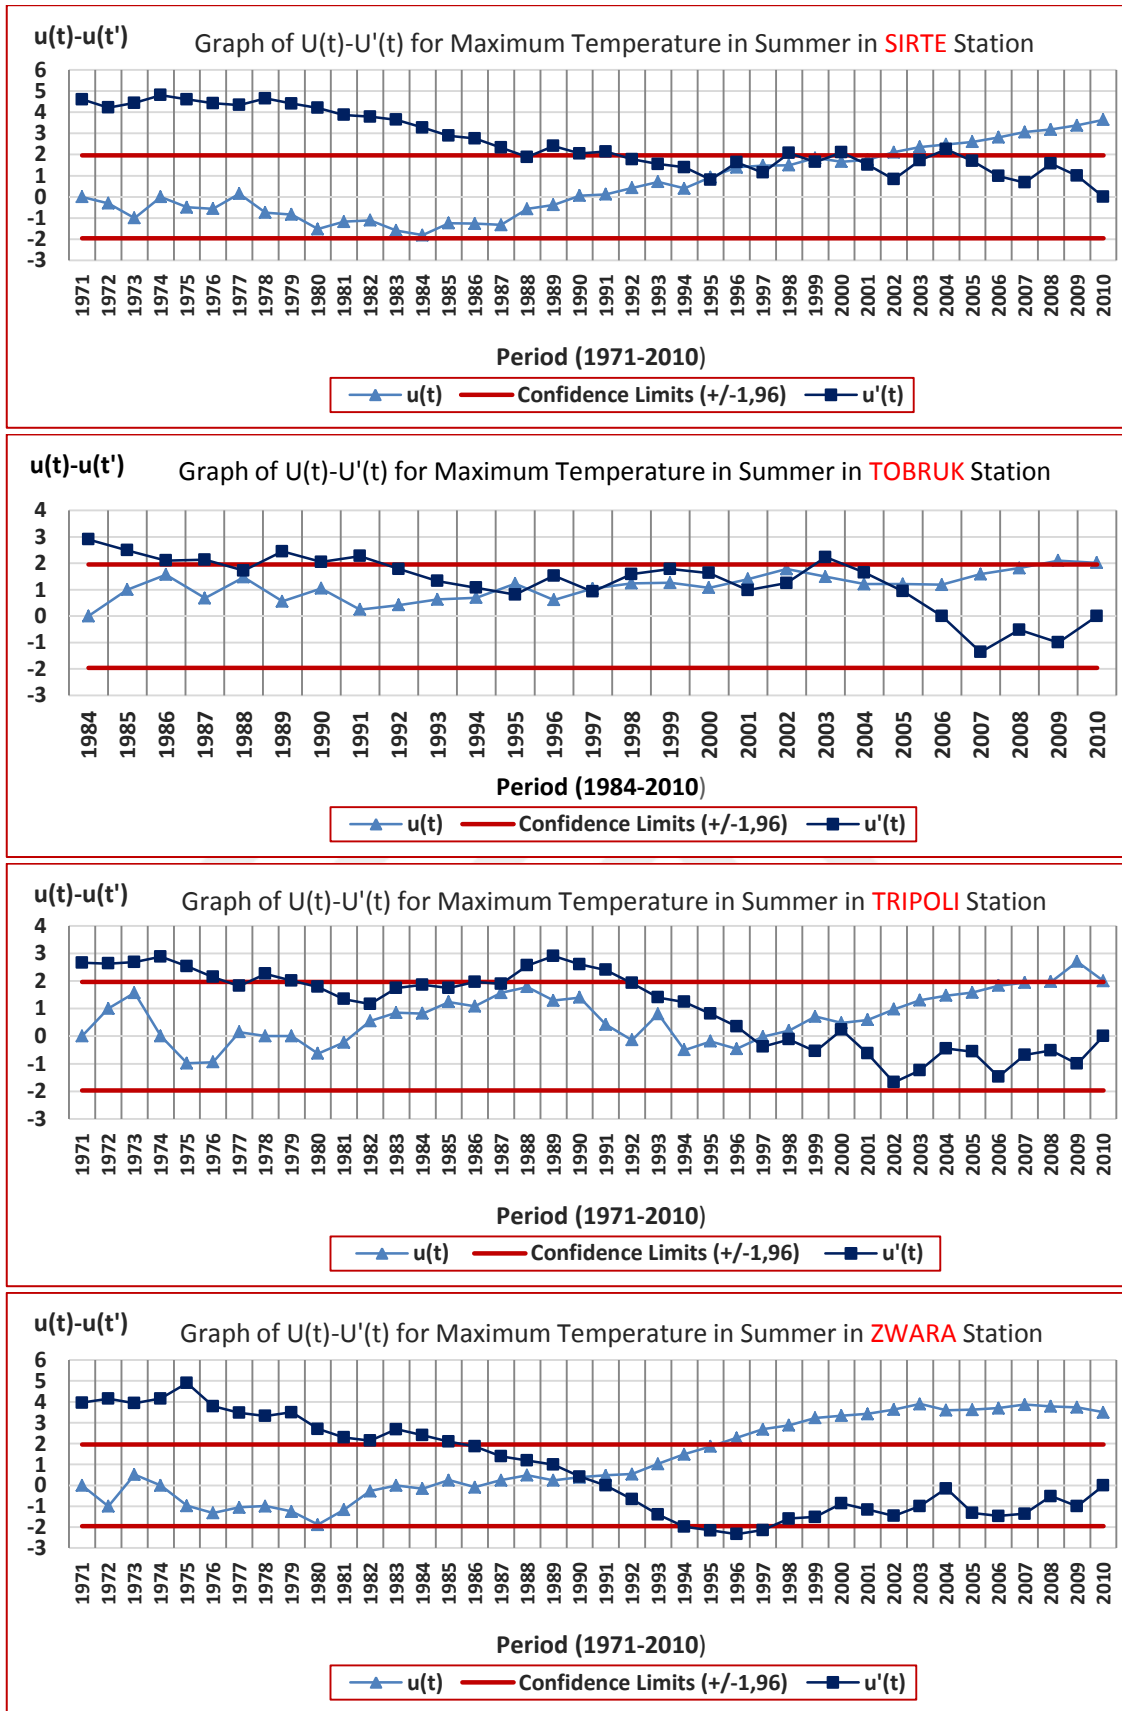 u(t)-u(t')
Graph of U(t)-U'(t) for Maximum Temperature in Summer in SIRTE Station
6
5
4
3
2
1
0
-1
-2
-3
1971 1972 1973 1974 1975 1976 1977 1978 1979 1980 1981 1982 1983 1984 1985 1986 1987 1988 1989 1990 1991 1992 1993 1994 1995 1996 1997 1998 1999 2000 2001 2002 2003 2004 2005 2006 2007 2008 2009 2010
Period (1971-2010)
u(t) Confidence Limits (+/-1,96) u'(t)
u(t)-u(t')
Graph of U(t)-U'(t) for Maximum Temperature in Summer in TOBRUK Station
4
3
2
1
0
-1
-2
-3
1984 1985 1986 1987 1988 1989 1990 1991 1992 1993 1994 1995 1996 1997 1998 1999 2000 2001 2002 2003 2004 2005 2006 2007 2008 2009 2010
Period (1984-2010)
u(t) Confidence Limits (+/-1,96) u'(t)
u(t)-u(t')
Graph of U(t)-U'(t) for Maximum Temperature in Summer in TRIPOLI Station
4
3
2
1
0
-1
-2
-3
1971 1972 1973 1974 1975 1976 1977 1978 1979 1980 1981 1982 1983 1984 1985 1986 1987 1988 1989 1990 1991 1992 1993 1994 1995 1996 1997 1998 1999 2000 2001 2002 2003 2004 2005 2006 2007 2008 2009 2010
Period (1971-2010)
u(t) Confidence Limits (+/-1,96) u'(t)
u(t)-u(t')
Graph of U(t)-U'(t) for Maximum Temperature in Summer in ZWARA Station
6
5
4
3
2
1
0
-1
-2
-3
1971 1972 1973 1974 1975 1976 1977 1978 1979 1980 1981 1982 1983 1984 1985 1986 1987 1988 1989 1990 1991 1992 1993 1994 1995 1996 1997 1998 1999 2000 2001 2002 2003 2004 2005 2006 2007 2008 2009 2010
Period (1971-2010)
u(t) Confidence Limits (+/-1,96) u'(t)